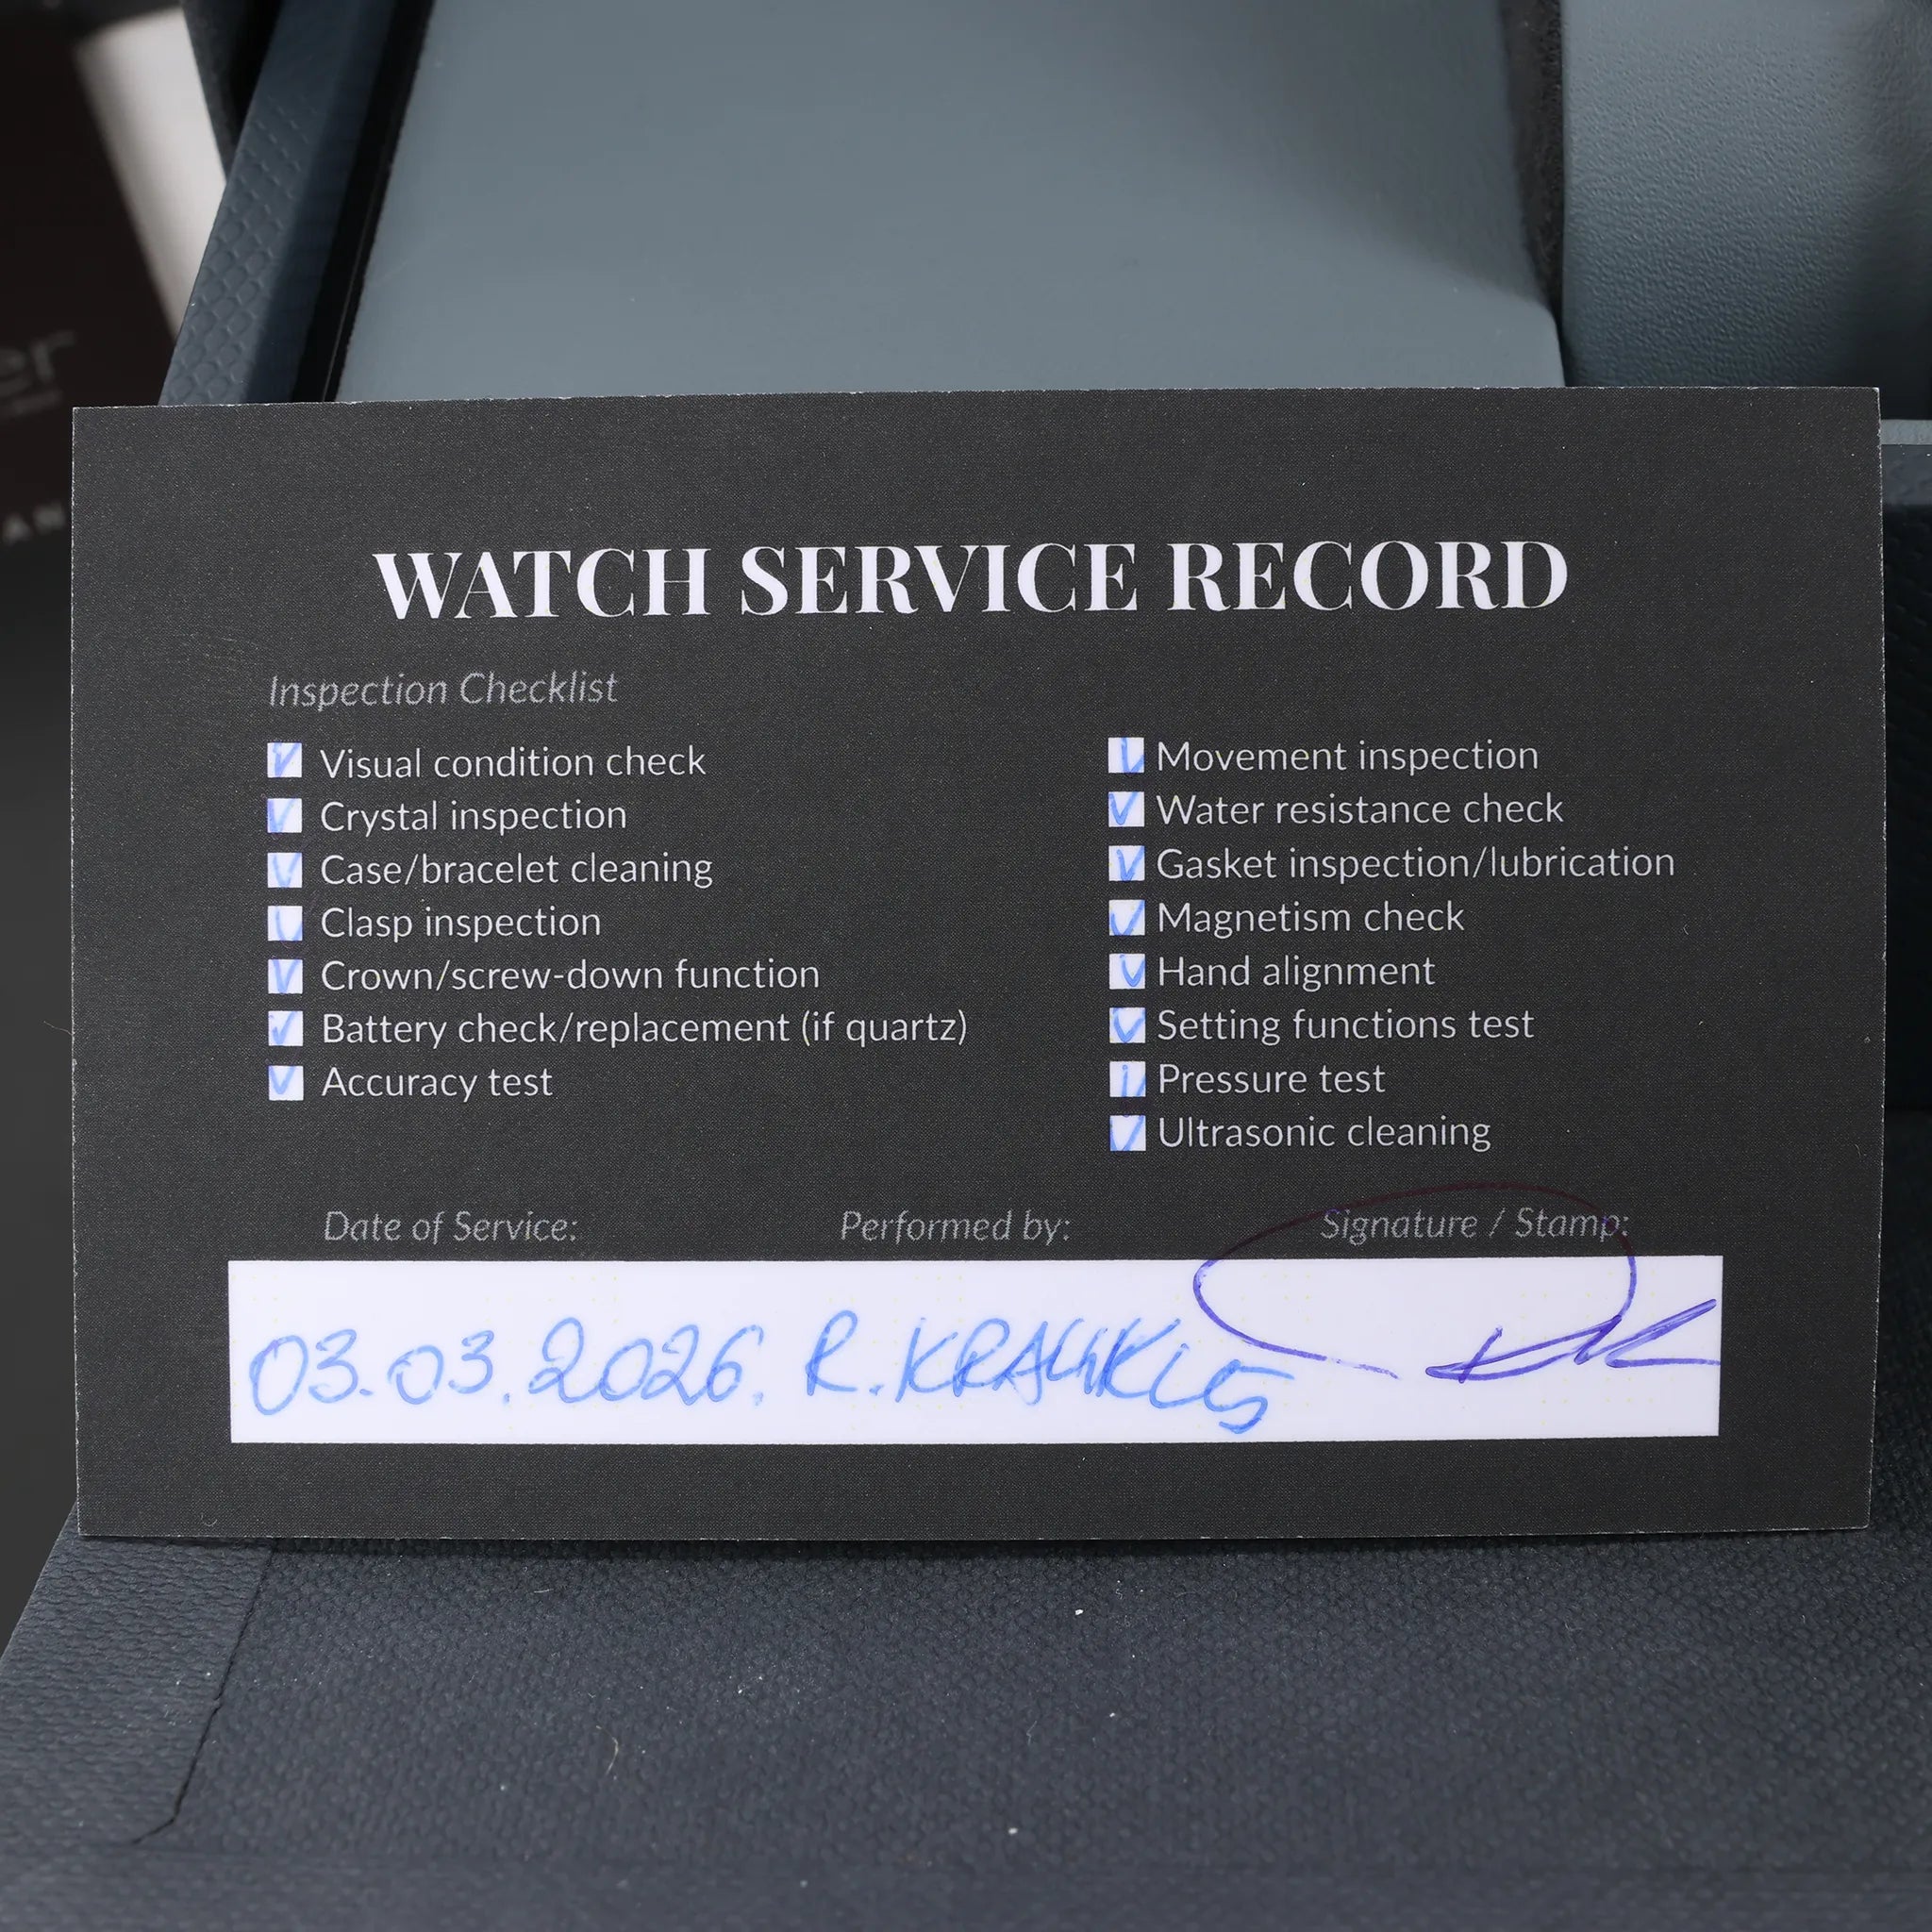 er
AN
WATCH SERVICE RECORD
Inspection Checklist
Visual condition check
Crystal inspection
Case/bracelet cleaning
Clasp inspection
Crown/screw-down function
Battery check/replacement (if quartz)
Accuracy test
Movement inspection
Water resistance check
Gasket inspection/lubrication
Magnetism check
Hand alignment
Setting functions test
Pressure test
Ultrasonic cleaning
Date of Service: Performed by: Signature / Stamp:
03.03.2026. R.